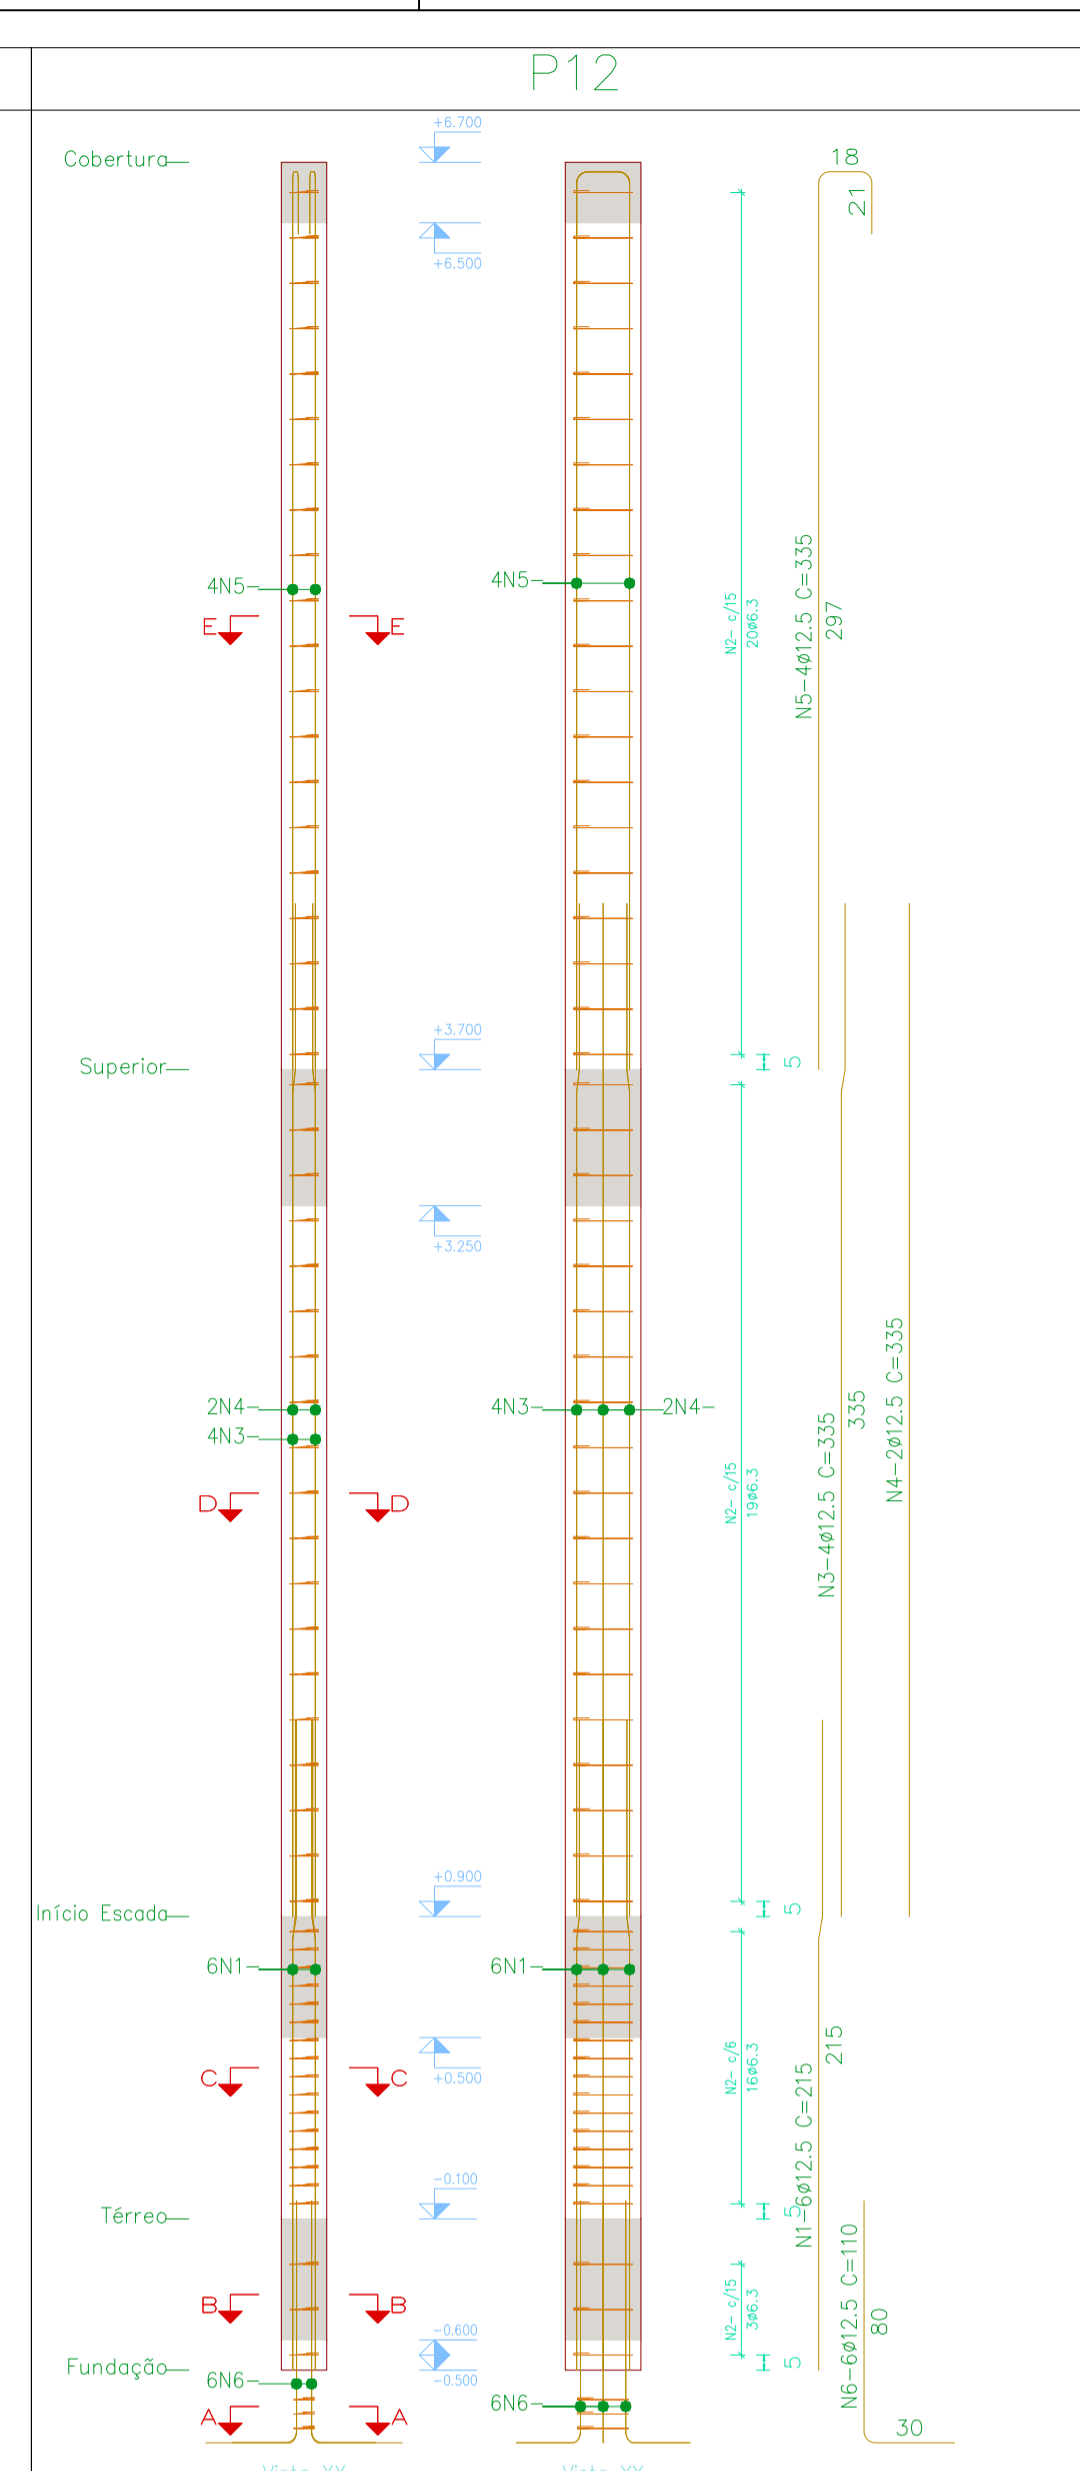 P12
+6.700
Cobertura
18
21
+6.500
N5-4ø12.5 C=335
297
4N5
4N5
E
E
N2- c/15
20ø6.3
+3.700
Superior
5
+3.250
N4-2ø12.5 C=335
N3-4ø12.5 C=335
335
2N4
4N3
4N3
2N4
D
D
N2- c/15
19ø6.3
+0.900
Início Escada
5
6N1
6N1
N1-6ø12.5 C=215
215
C
C
+0.500
N2- c/6
16ø6.3
-0.100
Térreo
5
N6-6ø12.5 C=110
80
B
B
N2- c/15
3ø6.3
-0.600
Fundação
5
-0.500
6N6
6N6
A
A
30